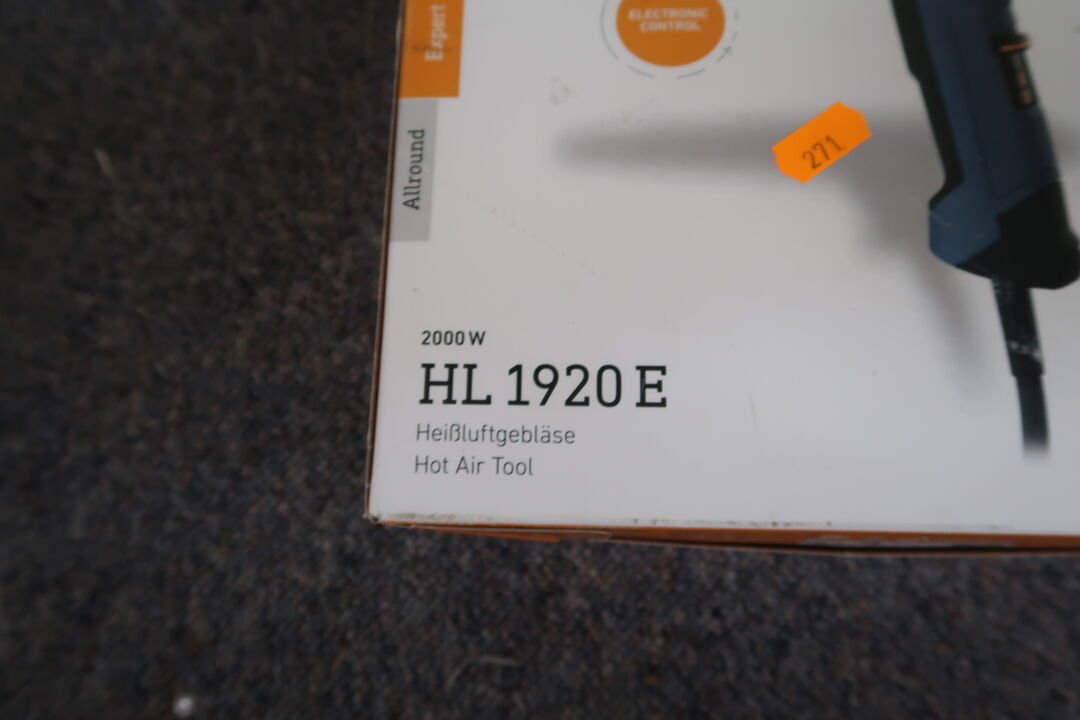 Expert
ELECTRONIC
CONTROL
271
Allround
2000 W
HL 1920 E
Heißluftgebläse
Hot Air Tool